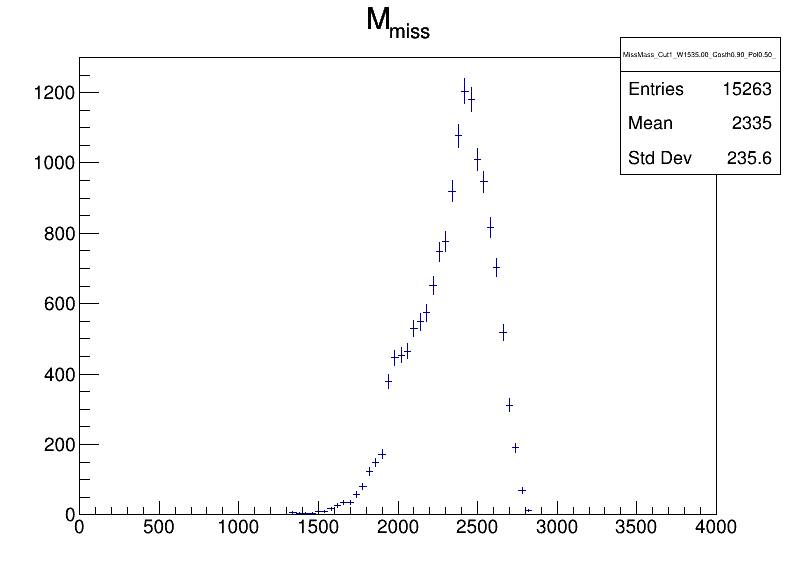 Mmiss
MissMass_Cut1_W1535.00_Costh0.90_Pol0.50_
Entries 15263
Mean 2335
Std Dev 235.6
1200
1000
800
600
400
200
0
0 500 1000 1500 2000 2500 3000 3500 4000